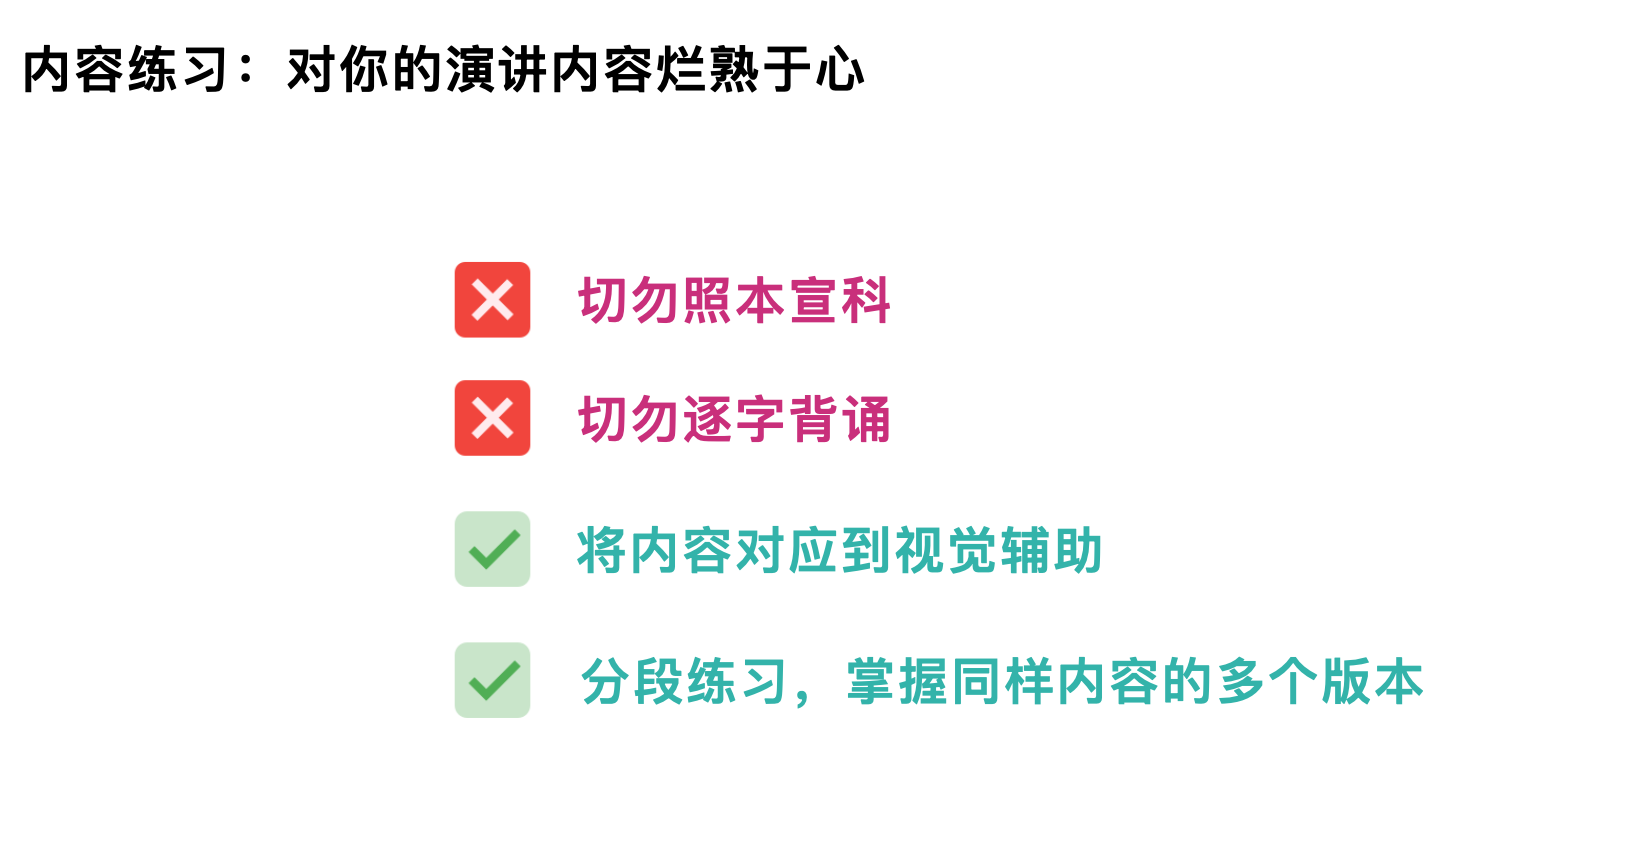 内容练习：对你的演讲内容烂熟于心
切勿照本宣科
切勿逐字背诵
将内容对应到视觉辅助
分段练习，掌握同样内容的多个版本